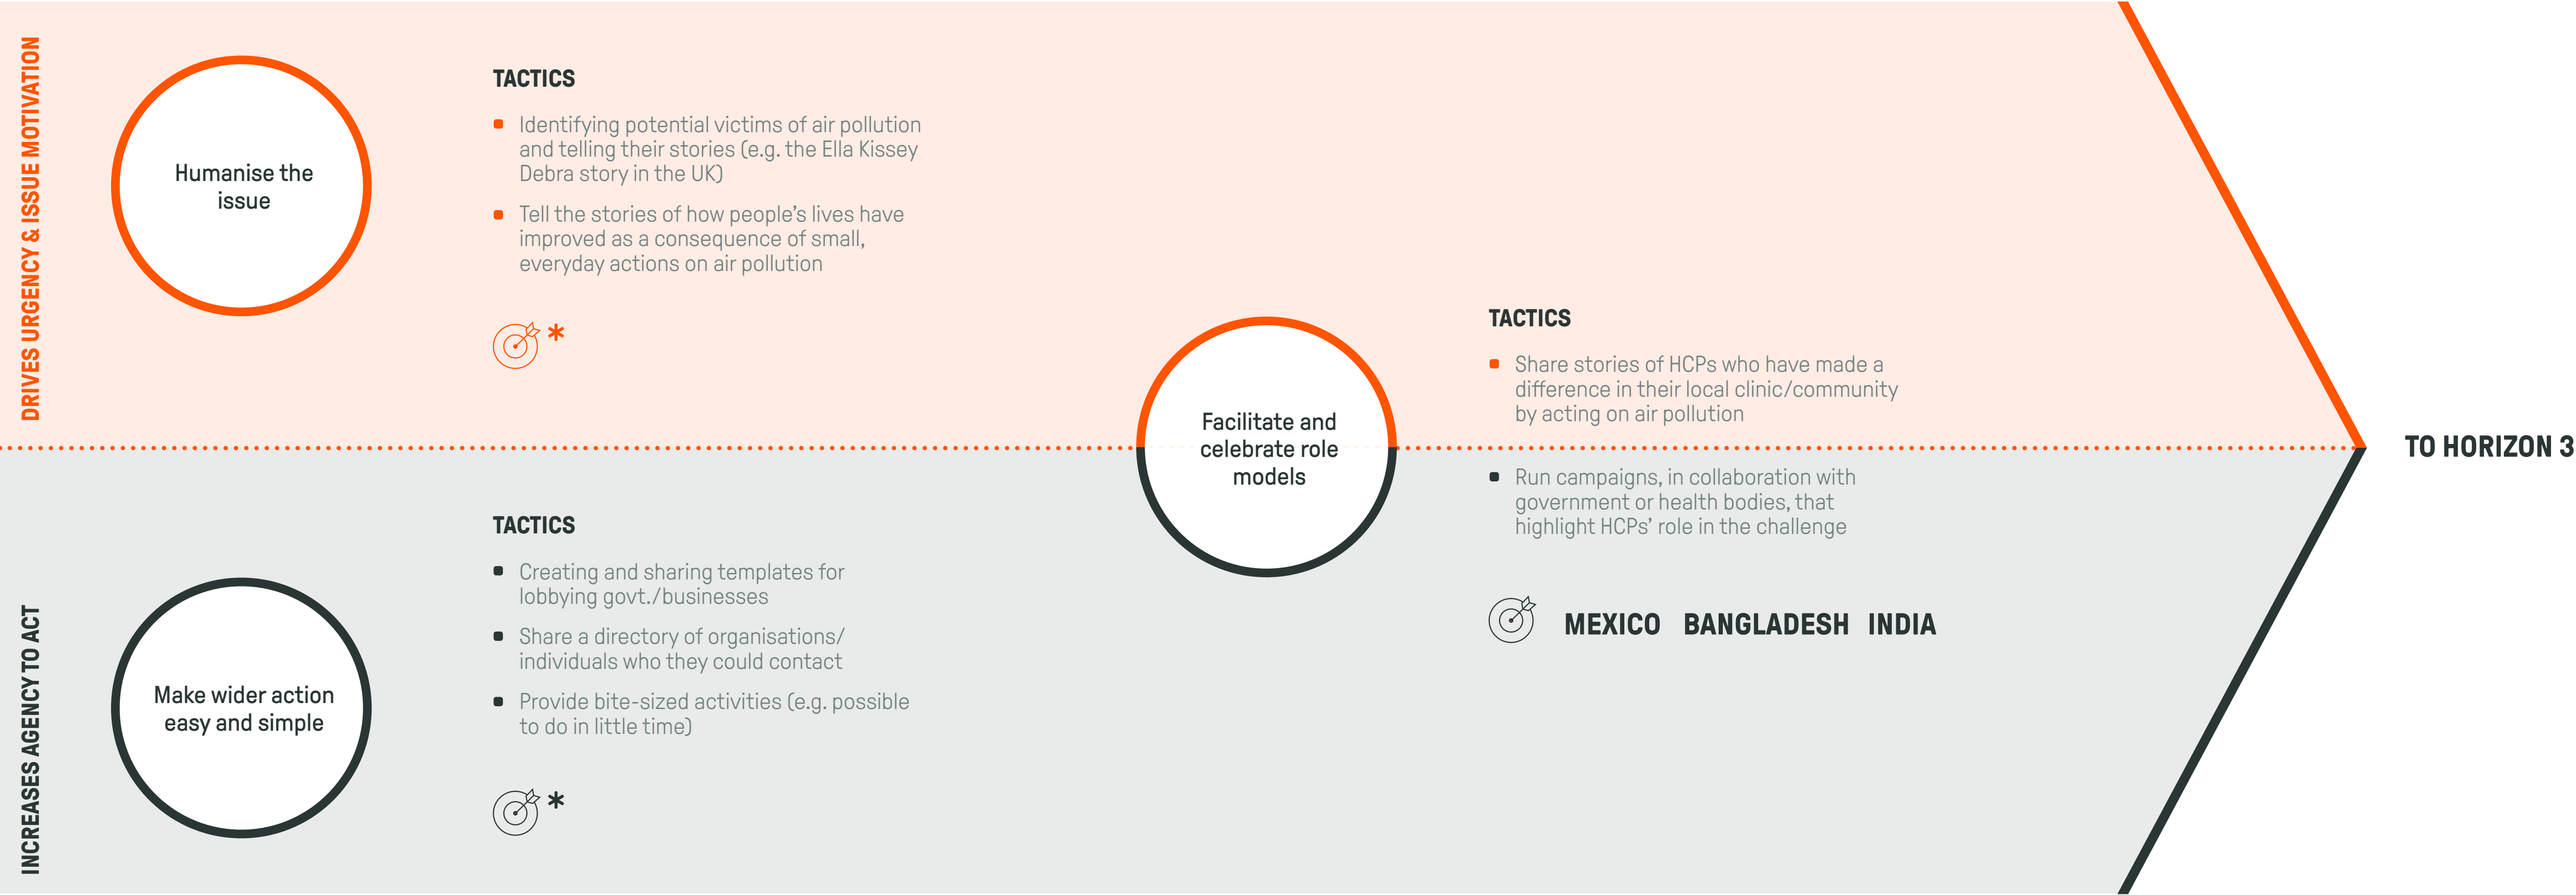 DRIVES URGENCY & ISSUE MOTIVATION
Humanise the
issue
TACTICS
Identifying potential victims of air pollution
and telling their stories (e.g. the Ella Kissey
Debra story in the UK)
Tell the stories of how people's lives have
improved as a consequence of small,
everyday actions on air pollution
*
Facilitate and
celebrate role
models
TACTICS
Share stories of HCPs who have made a
difference in their local clinic/community
by acting on air pollution
Run campaigns, in collaboration with
government or health bodies, that
highlight HCPs' role in the challenge
MEXICO BANGLADESH INDIA
TO HORIZON 3
INCREASES AGENCY TO ACT
Make wider action
easy and simple
TACTICS
Creating and sharing templates for
lobbying govt./businesses
Share a directory of organisations/
individuals who they could contact
Provide bite-sized activities (e.g. possible
to do in little time)
*